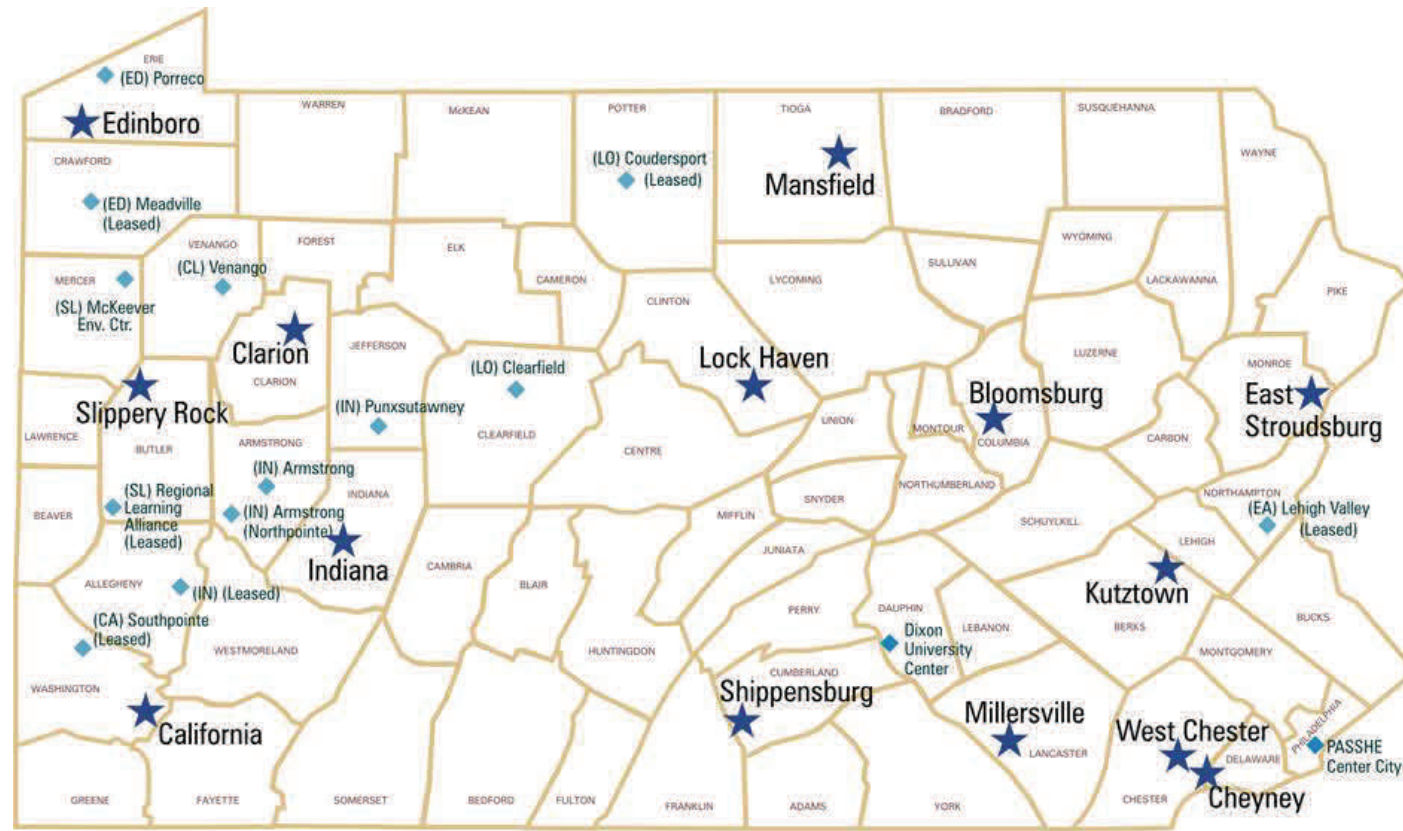 ERIE
(ED) Porreco
Edinboro
WARREN
McKEAN
POTTER
TIOGA
BRADFORD
SUSQUEHANNA
WAYNE
CRAWFORD
(ED) Meadville
(Leased)
(LO) Coudersport
(Leased)
Mansfield
VENANGO
FOREST
ELK
CAMERON
CLINTON
LYCOMING
SULLIVAN
WYOMING
LACKAWANNA
PIKE
MERCER
(CL) Venango
(SL) McKeever
Env. Ctr.
Clarion
CLARION
JEFFERSON
(LO) Clearfield
CLEARFIELD
Lock Haven
LUZERNE
MONROE
East
Stroudsburg
Slippery Rock
LAWRENCE
BUTLER
(IN) Punxsutawney
ARMSTRONG
CENTRE
UNION
MONTOUR
Bloomsburg
COLUMBIA
CARBON
(IN) Armstrong
INDIANA
(SL) Regional
Learning
Alliance
(Leased)
BEAVER
(IN) Armstrong
(Northpointe)
Indiana
SNYDER
NORTHUMBERLAND
MIFFLIN
SCHUYLKILL
NORTHAMPTON
(EA) Lehigh Valley
(Leased)
LEHIGH
JUNIATA
ALLEGHENY
(IN) (Leased)
CAMBRIA
BLAIR
Kutztown
BERKS
BUCKS
(CA) Southpointe
(Leased)
WESTMORELAND
HUNTINGDON
PERRY
DAUPHIN
Dixon
University
Center
LEBANON
MONTGOMERY
WASHINGTON
California
CUMBERLAND
Shippensburg
Millersville
LANCASTER
West Chester
DELAWARE
PHILADELPHIA
PASSHE
Center City
Cheyney
CHESTER
GREENE
FAYETTE
SOMERSET
BEDFORD
FULTON
FRANKLIN
ADAMS
YORK